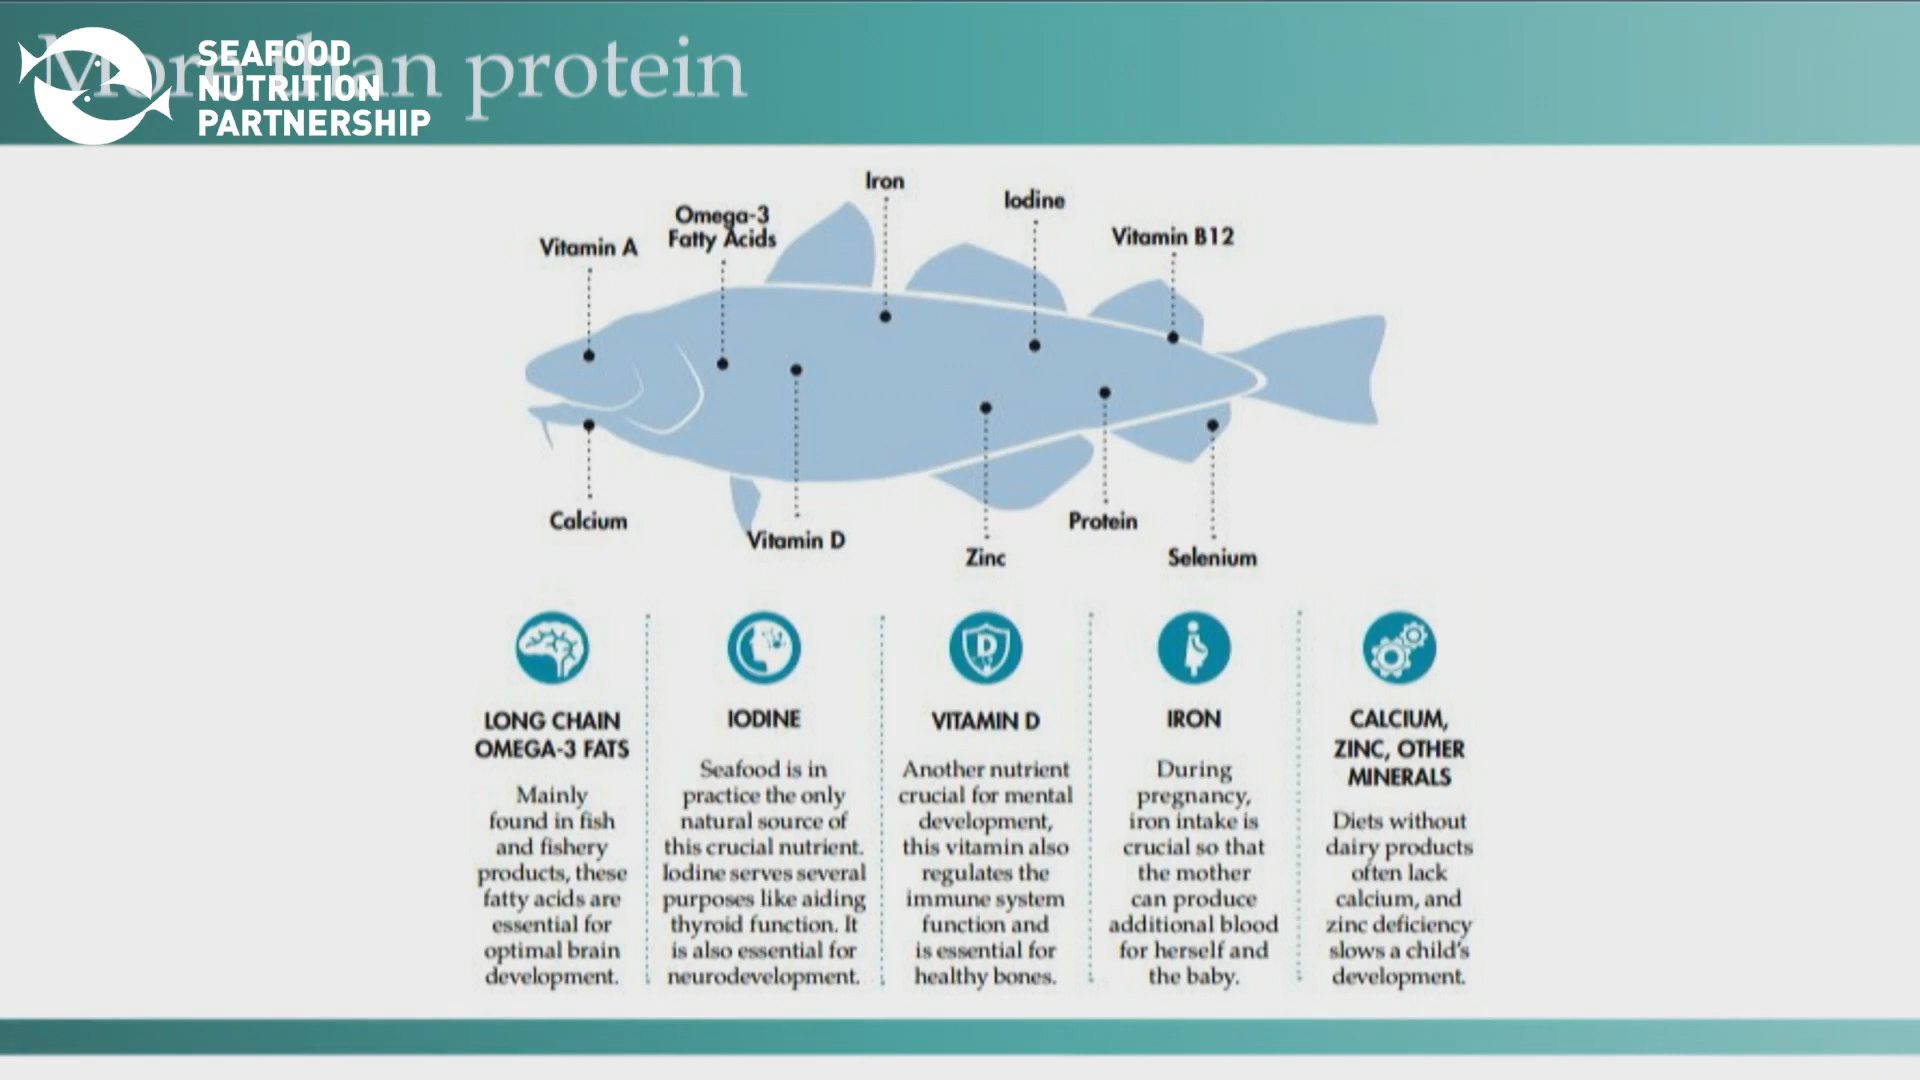 More than protein
SEAFOOD
NUTRITION
PARTNERSHIP
Iron
Iodine
Omega-3
Fatty Acids
Vitamin A
Vitamin B12
Calcium
Vitamin D
Zinc
Protein
Selenium
LONG CHAIN
OMEGA-3 FATS
Mainly
found in fish
and fishery
products, these
fatty acids are
essential for
optimal brain
development.
IODINE
Seafood is in
practice the only
natural source of
this crucial nutrient.
Iodine serves several
purposes like aiding
thyroid function. It
is also essential for
neurodevelopment.
D
VITAMIN D
Another nutrient
crucial for mental
development,
this vitamin also
regulates the
immune system
function and
is essential for
healthy bones.
IRON
During
pregnancy,
iron intake is
crucial so that
the mother
can produce
additional blood
for herself and
the baby.
CALCIUM,
ZINC, OTHER
MINERALS
Diets without
dairy products
often lack
calcium, and
zinc deficiency
slows a child's
development.